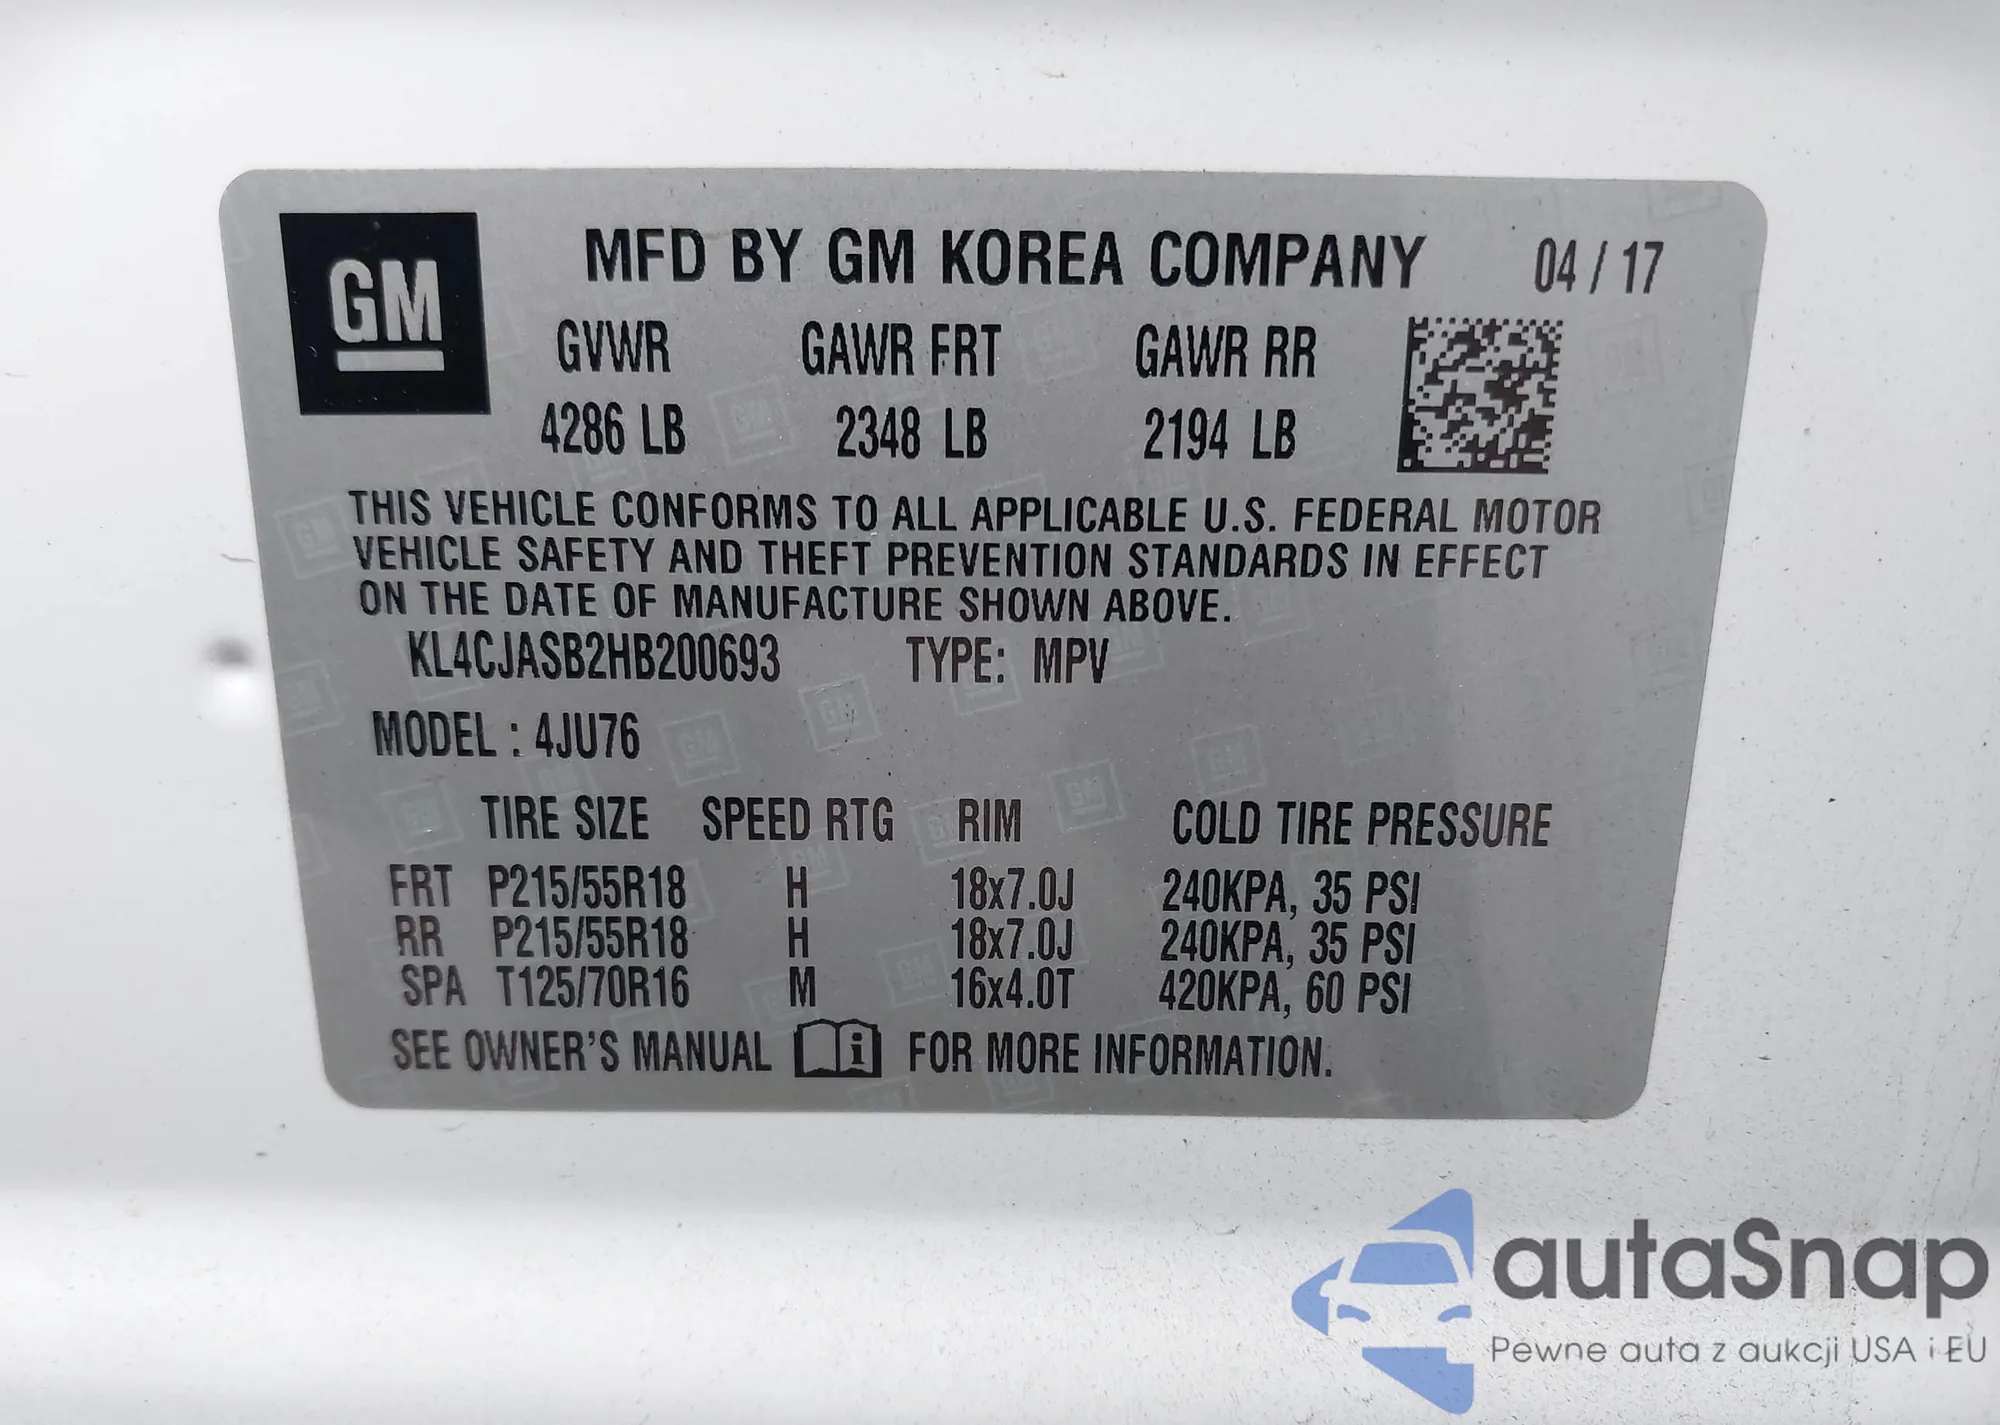 GM
MFD BY GM KOREA COMPANY 04 / 17
GVWR GAWR FRT GAWR RR
4286 LB 2348 LB 2194 LB
THIS VEHICLE CONFORMS TO ALL APPLICABLE U.S. FEDERAL MOTOR
VEHICLE SAFETY AND THEFT PREVENTION STANDARDS IN EFFECT
ON THE DATE OF MANUFACTURE SHOWN ABOVE.
KL4CJASB2HB200693 TYPE: MPV
MODEL : 4JU76
TIRE SIZE SPEED RTG RIM COLD TIRE PRESSURE
FRT P215/55R18 H 18x7.0J 240KPA, 35 PSI
RR P215/55R18 H 18x7.0J 240KPA, 35 PSI
SPA T125/70R16 M 16x4.0T 420KPA, 60 PSI
SEE OWNER'S MANUAL i FOR MORE INFORMATION.
autaSnap
Pewne auta z aukcji USA i EU